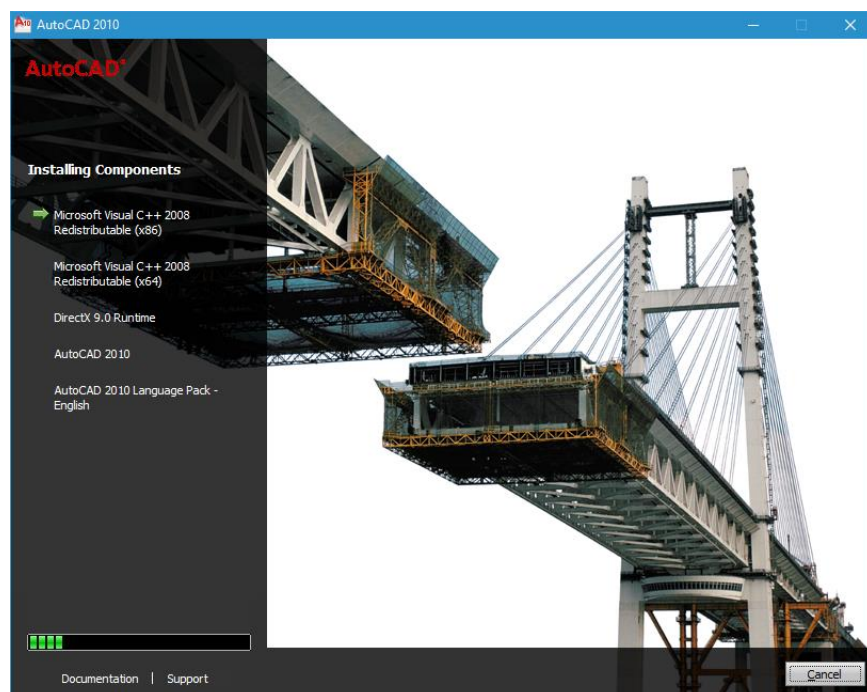 AutoCAD 2010
AutoCAD®
Installing Components
Microsoft Visual C++ 2008
Redistributable (x86)
Microsoft Visual C++ 2008
Redistributable (x64)
DirectX 9.0 Runtime
AutoCAD 2010
AutoCAD 2010 Language Pack -
English
Documentation | Support
Cancel